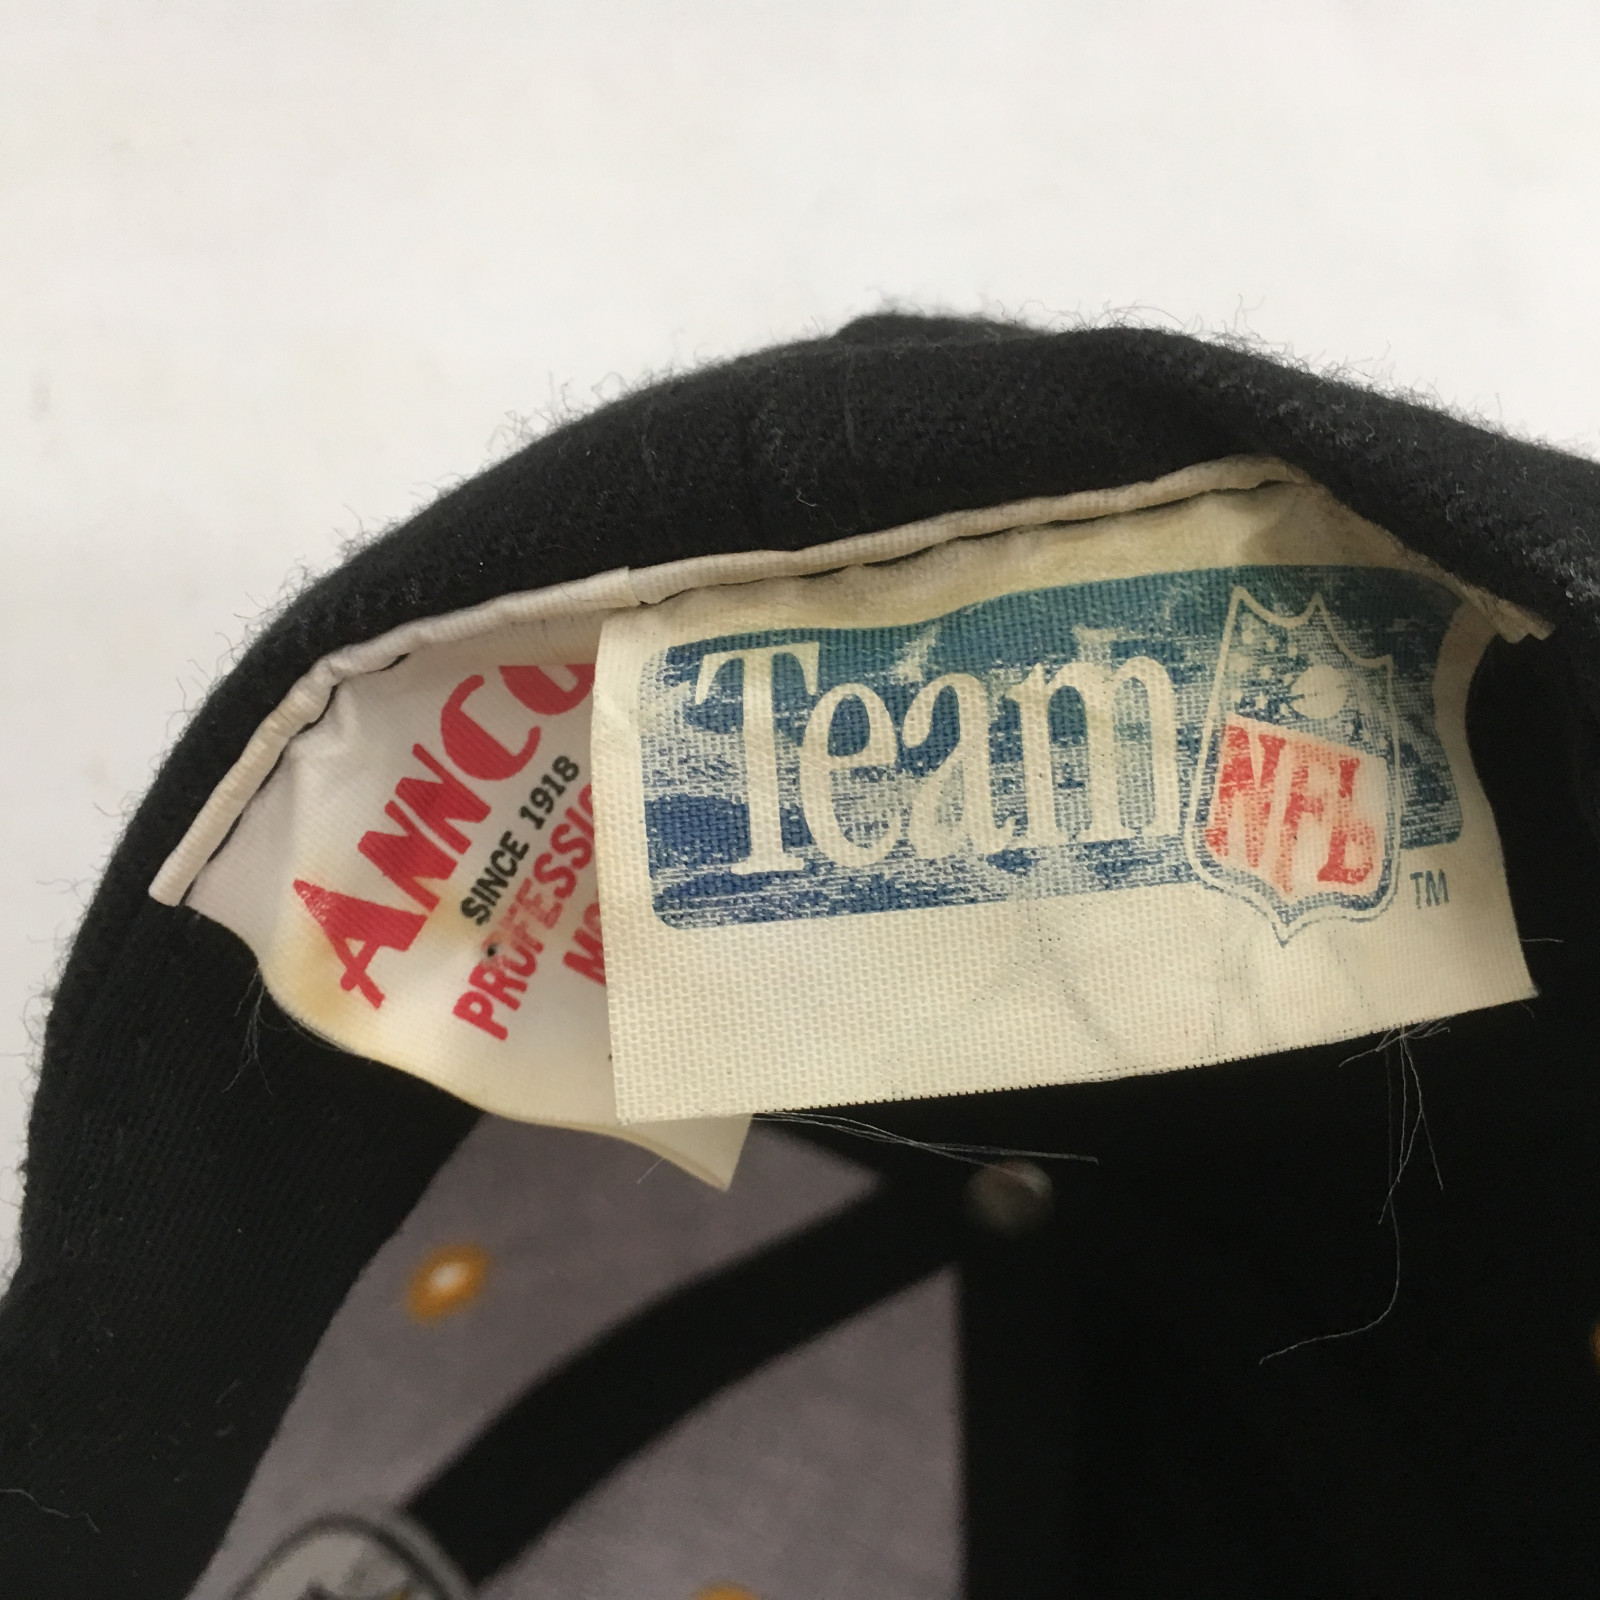 ANNCO
SINCE 1918
PROFESSIO
Team
NFL
TM